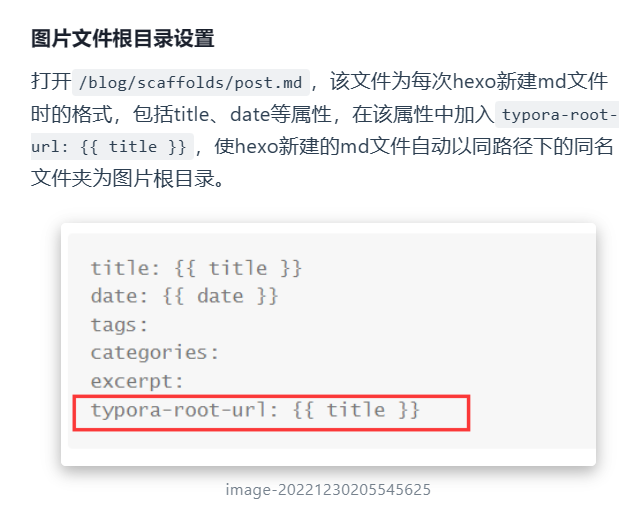 图片文件根目录设置
打开 /blog/scaffolds/post.md ，该文件为每次hexo新建md文件
时的格式，包括title、date等属性，在该属性中加入 typora-root-
url: {{ title }} ，使hexo新建的md文件自动以同路径下的同名
文件夹为图片根目录。
title: {{ title }}
date: {{ date }}
tags:
categories:
excerpt:
typora-root-url: {{ title }}
image-20221230205545625